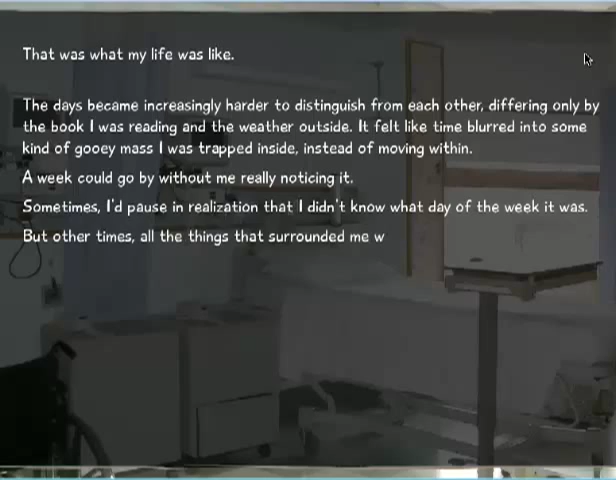 That was what my life was like.
The days became increasingly harder to distinguish from each other, differing only by
the book I was reading and the weather outside. It felt like time blurred into some
kind of gooey mass I was trapped inside, instead of moving within.
A week could go by without me really noticing it.
Sometimes, I'd pause in realization that I didn't know what day of the week it was.
But other times, all the things that surrounded me w